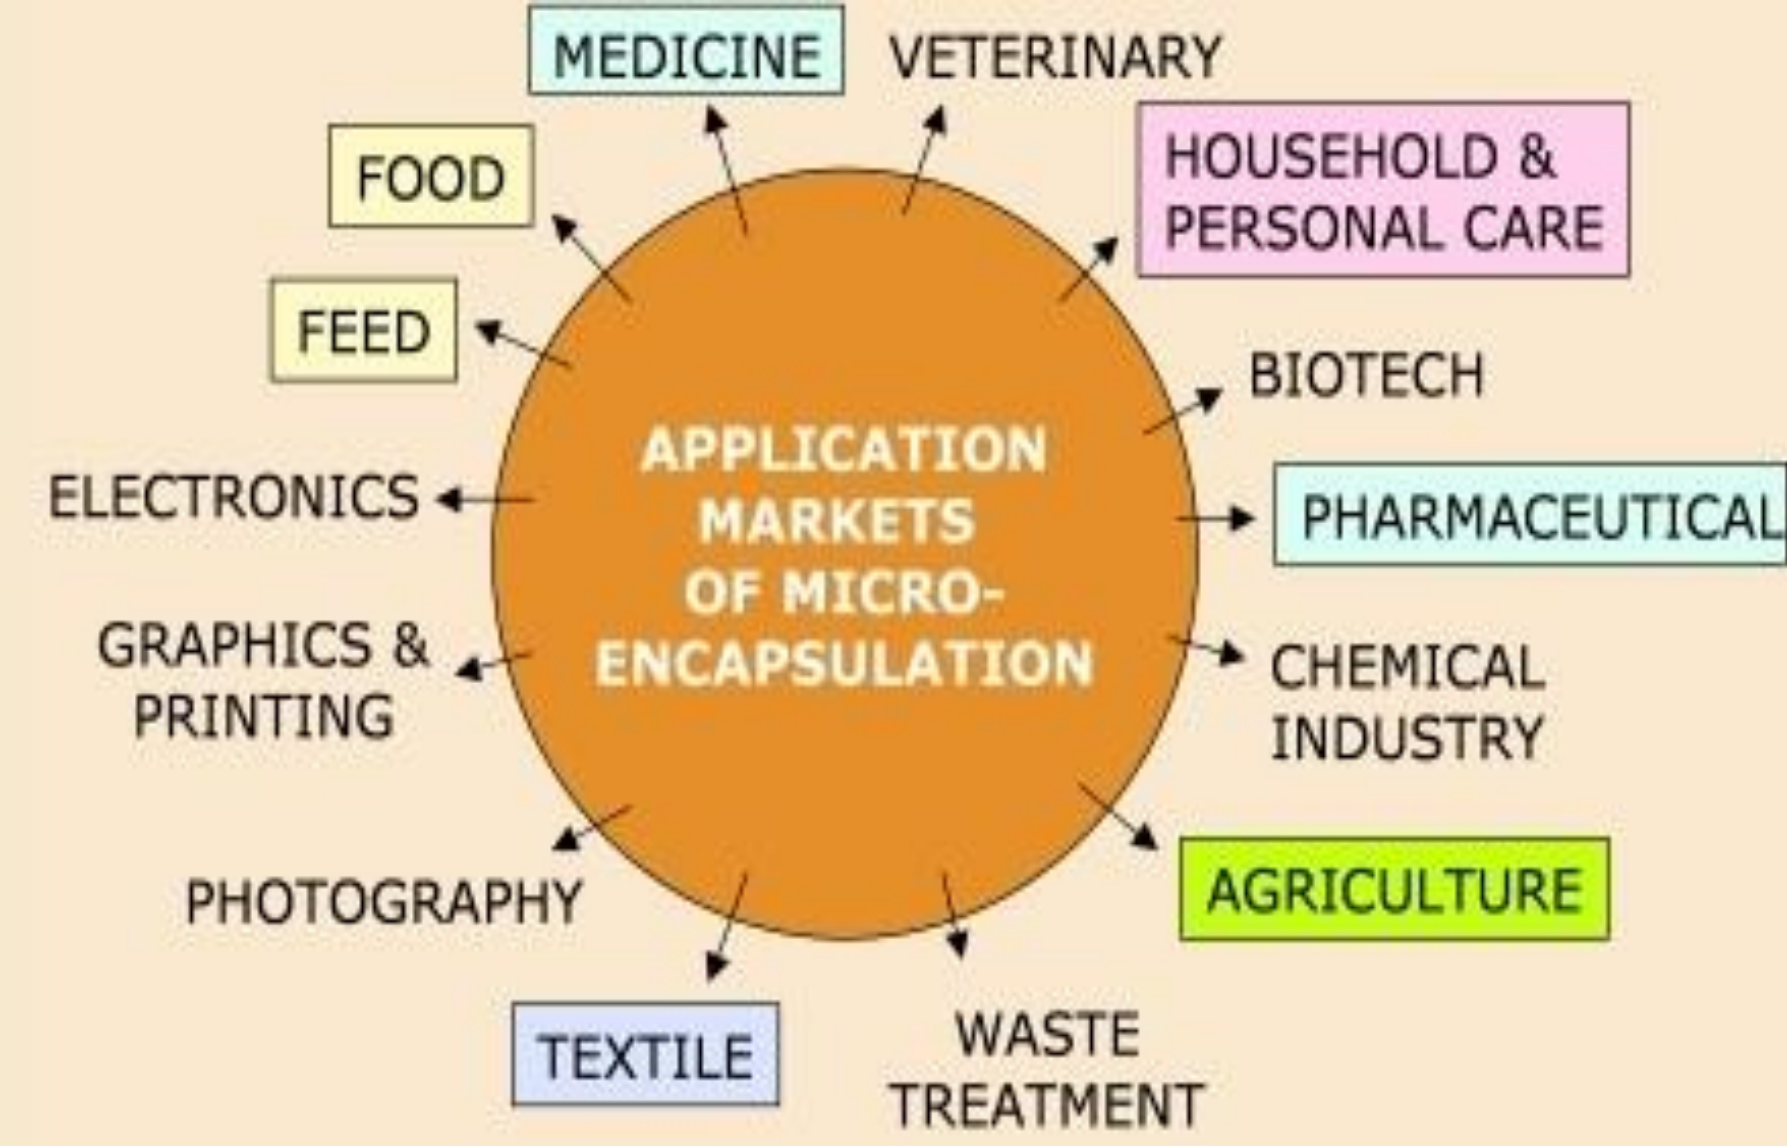 MEDICINE
VETERINARY
FOOD
HOUSEHOLD &
PERSONAL CARE
FEED
BIOTECH
ELECTRONICS
APPLICATION
MARKETS
OF MICRO-
ENCAPSULATION
PHARMACEUTICAL
GRAPHICS &
PRINTING
CHEMICAL
INDUSTRY
PHOTOGRAPHY
AGRICULTURE
TEXTILE
WASTE
TREATMENT